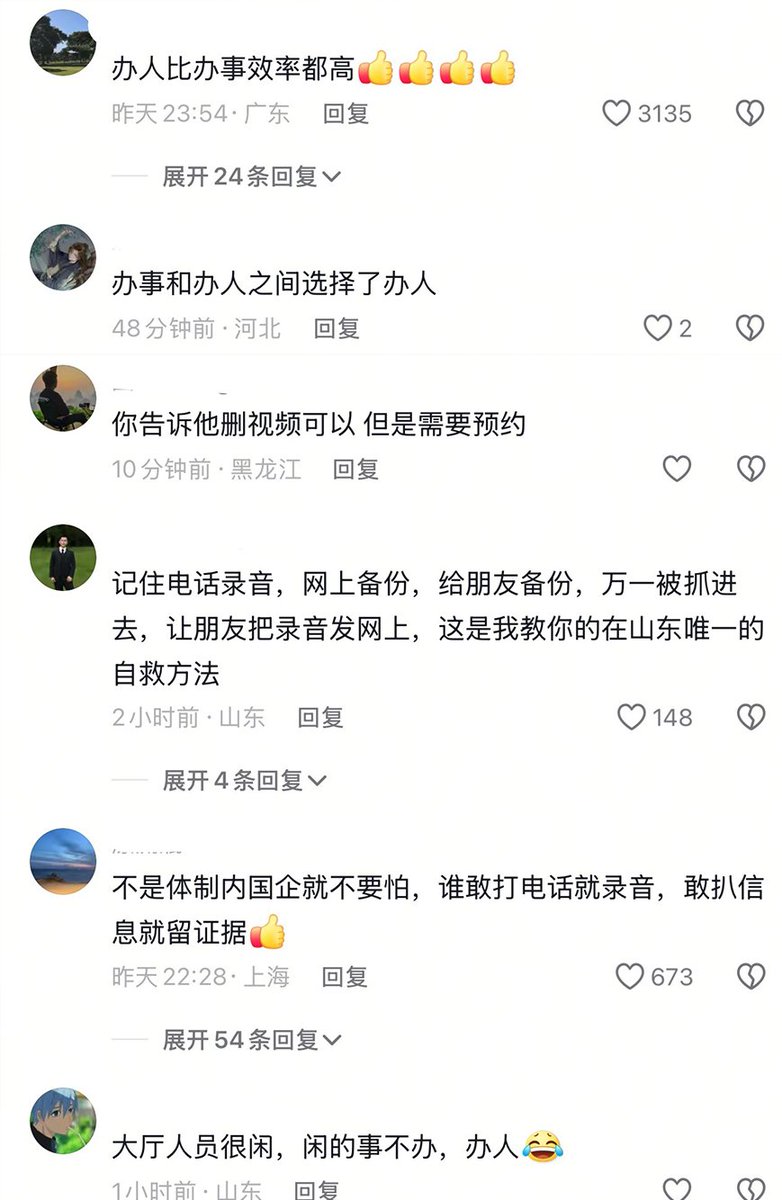 办人比办事效率都高👍👍👍👍
昨天 23:54 · 广东 回复 3135
展开 24 条回复
办事和办人之间选择了办人
48 分钟前 · 河北 回复 2
你告诉他删视频可以 但是需要预约
10 分钟前 · 黑龙江 回复
记住电话录音，网上备份，给朋友备份，万一被抓进
去，让朋友把录音发网上，这是我教你的在山东唯一的
自救方法
2 小时前 · 山东 回复 148
展开 4 条回复
不是体制内国企就不要怕，谁敢打电话就录音，敢扒信
息就留证据👍
昨天 22:28 · 上海 回复 673
展开 54 条回复
大厅人员很闲，闲的事不办，办人😂
1小时前 · 山东 回复